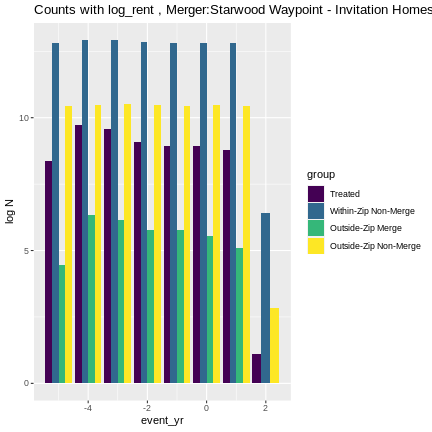 Counts with log_rent , Merger:Starwood Waypoint - Invitation Homes
log N
10
5
0
-4
-2
0
2
event_yr
group
Treated
Within-Zip Non-Merge
Outside-Zip Merge
Outside-Zip Non-Merge